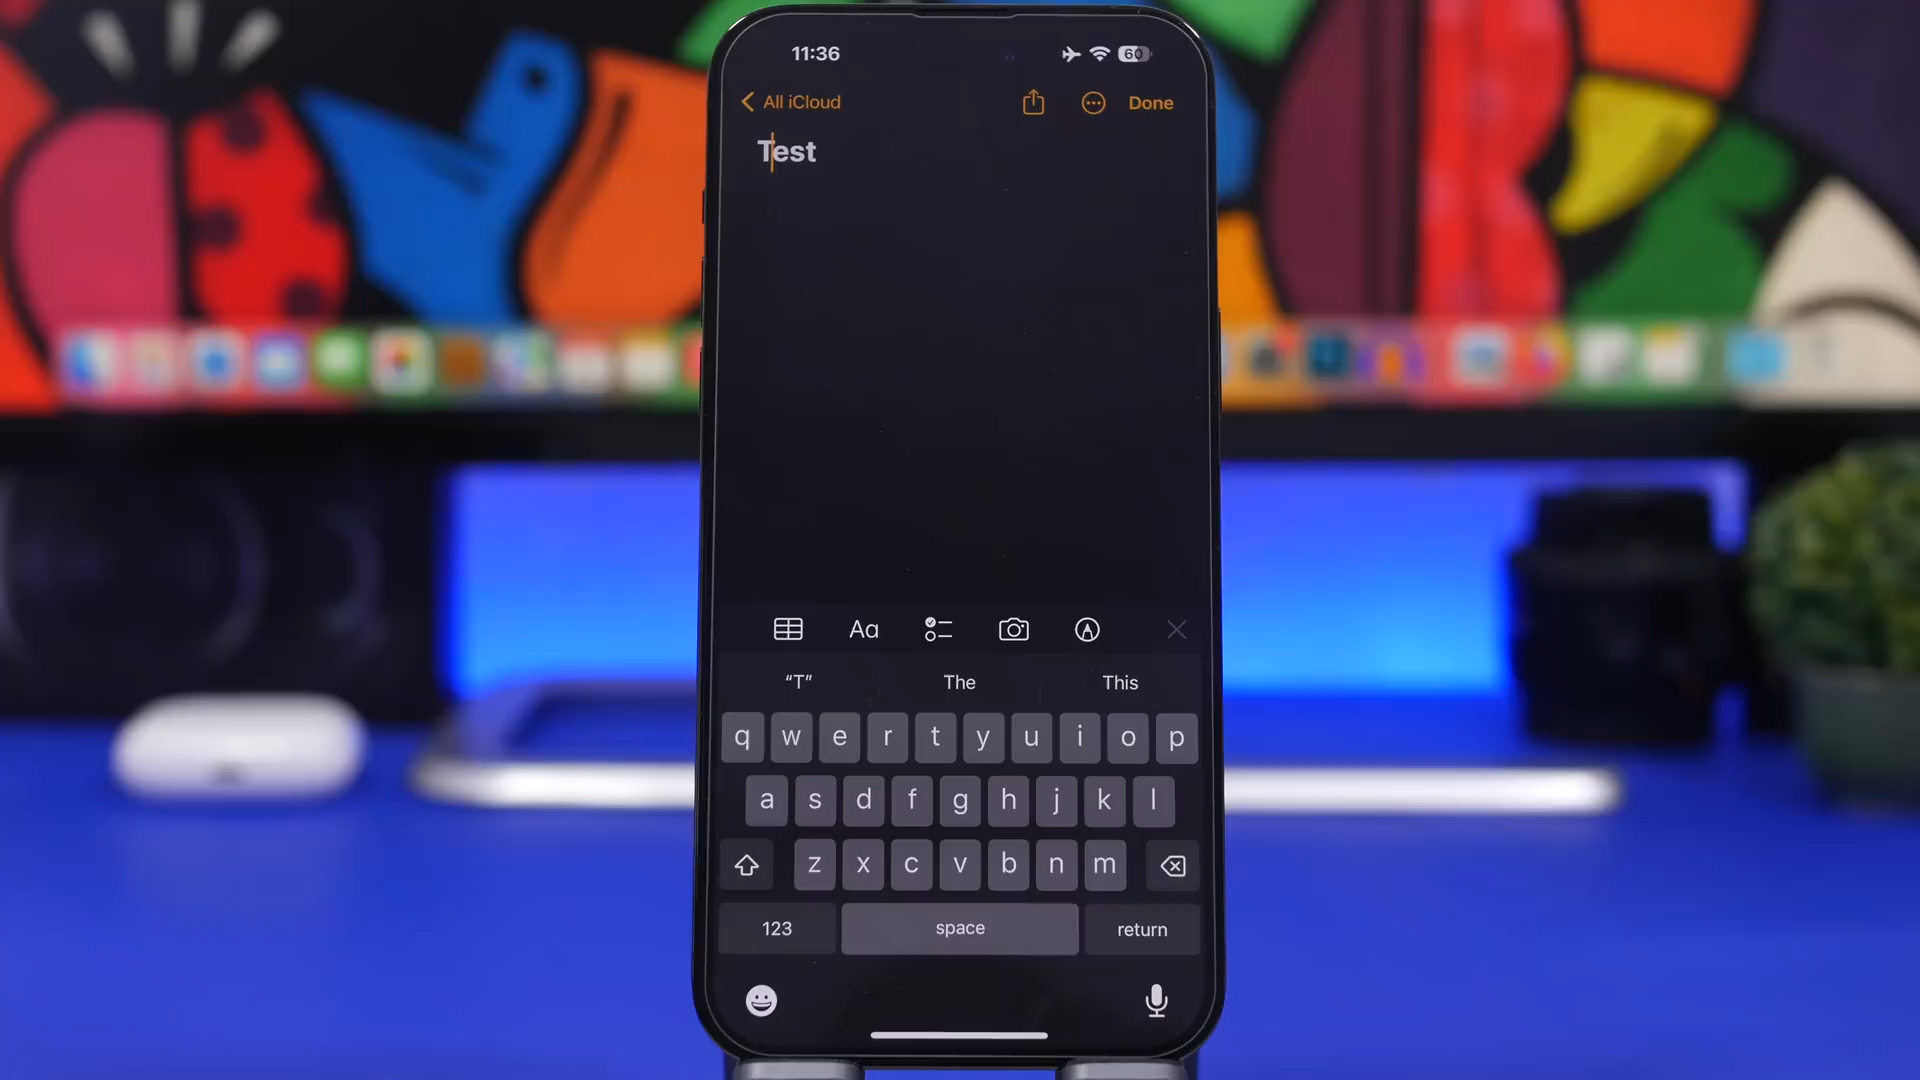 11:36
60
All iCloud
Done
Test
Aa
“T” The This
q w e r t y u i o p
a s d f g h j k l
z x c v b n m
123 space return